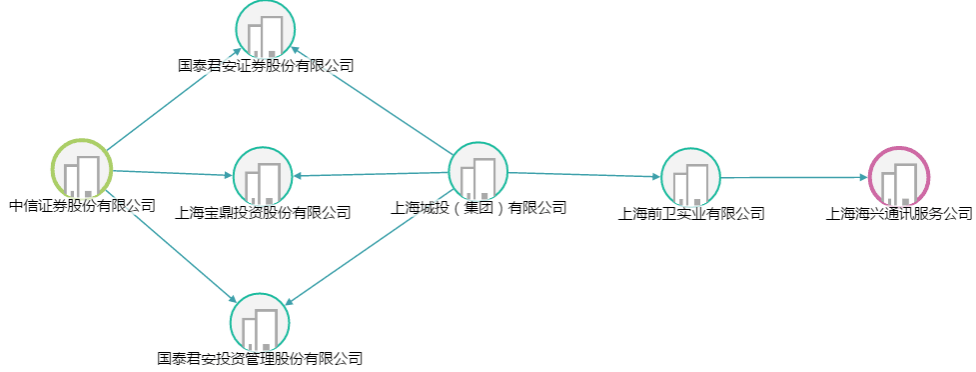 国泰君安证券股份有限公司
中信证券股份有限公司
上海宝鼎投资股份有限公司
上海城投（集团）有限公司
上海前卫实业有限公司
上海海兴通讯服务公司
国泰君安投资管理股份有限公司